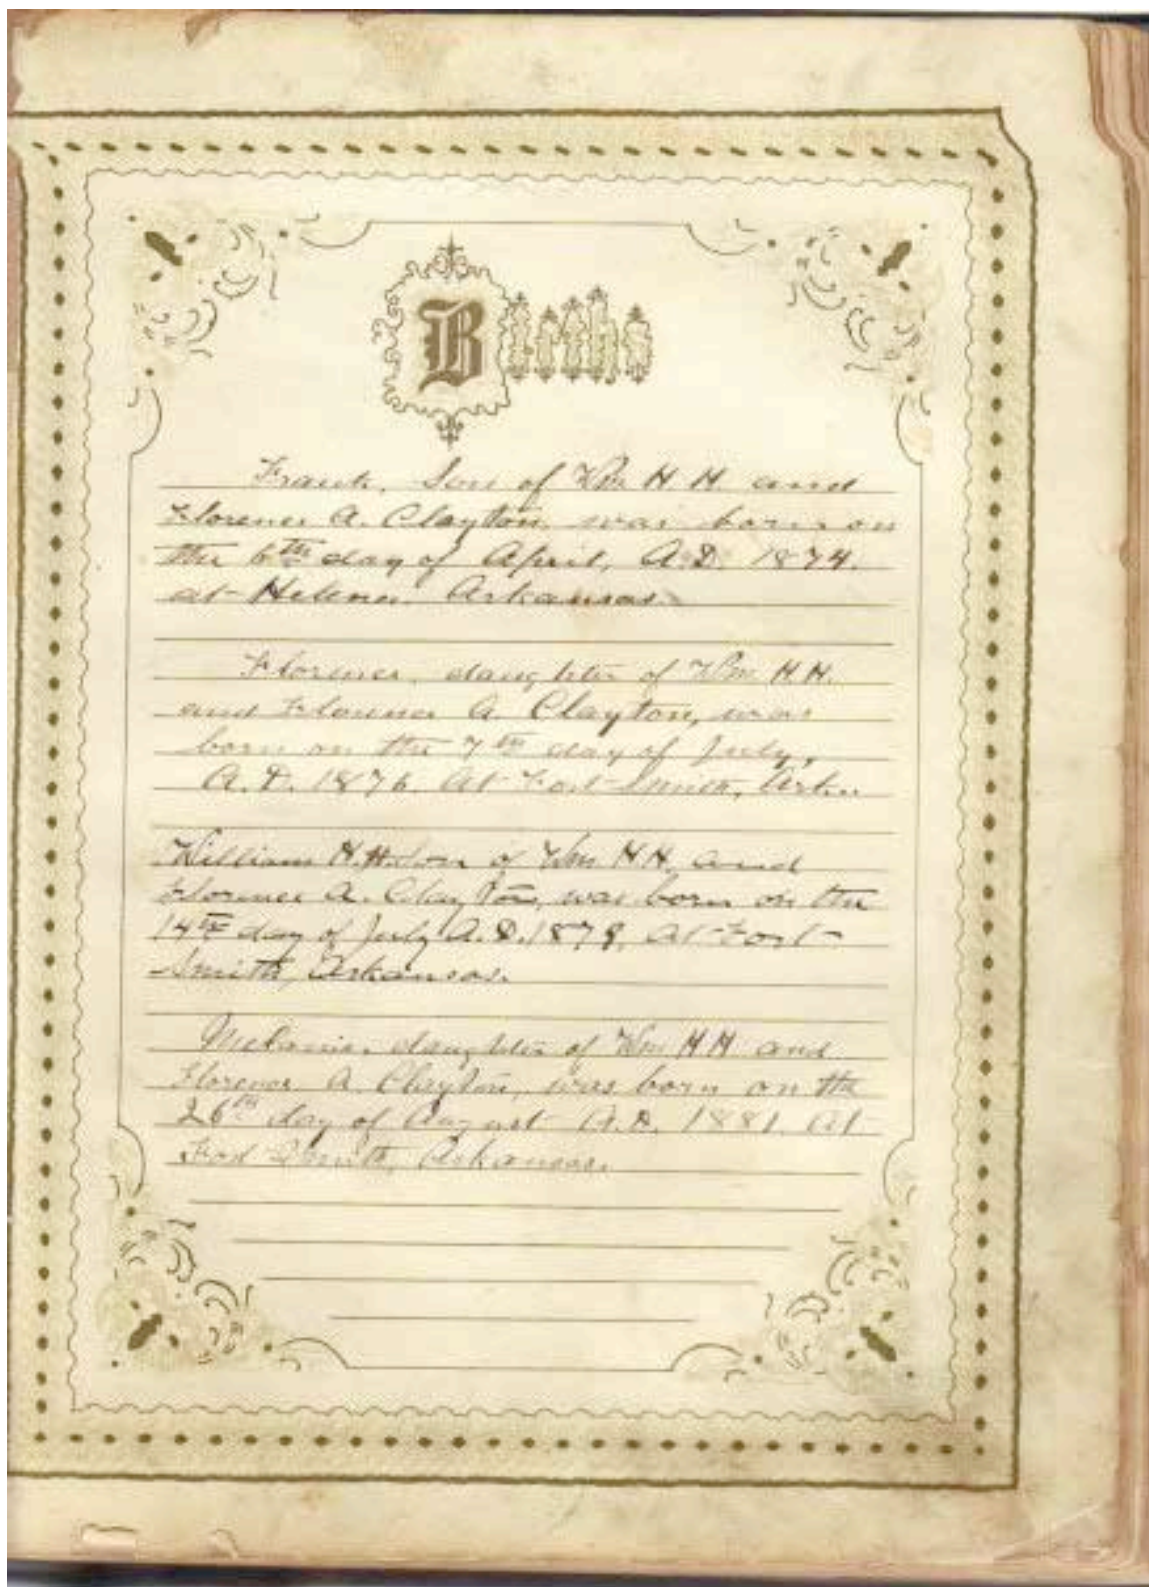 Births
Frank, Son of Wm H H and
Florence A. Clayton, was born on
the 6th day of April, A.D. 1874.
at Helena Arkansas.
Florence, daughter of Wm H H.
and Florence A. Clayton, was
born on the 7th day of July,
A.D. 1876. At Fort Smith, Ark.
William H.H. Son of Wm H H. and
Florence A. Clayton, was born on the
14th day of July A.D. 1878, at Fort
Smith, Arkansas.
Melanie, daughter of Wm H H and
Florence A. Clayton, was born on the
26th day of August A.D. 1881. At
Fort Smith, Arkansas.